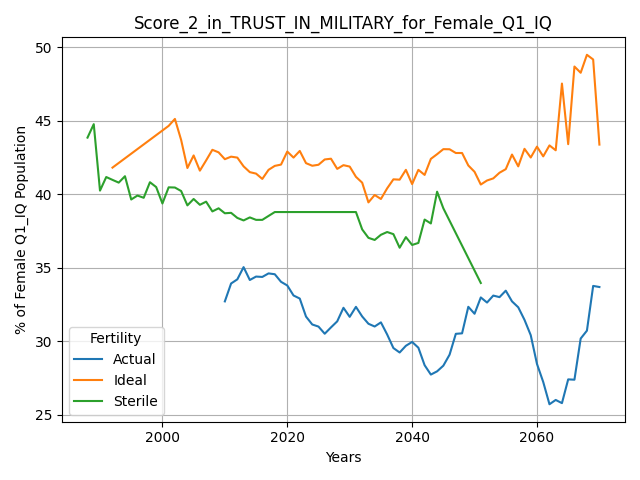 Score_2_in_TRUST_IN_MILITARY_for_Female_Q1_IQ
% of Female Q1_IQ Population
50
45
40
35
30
25
Fertility
Actual
Ideal
Sterile
2000
2020
2040
2060
Years